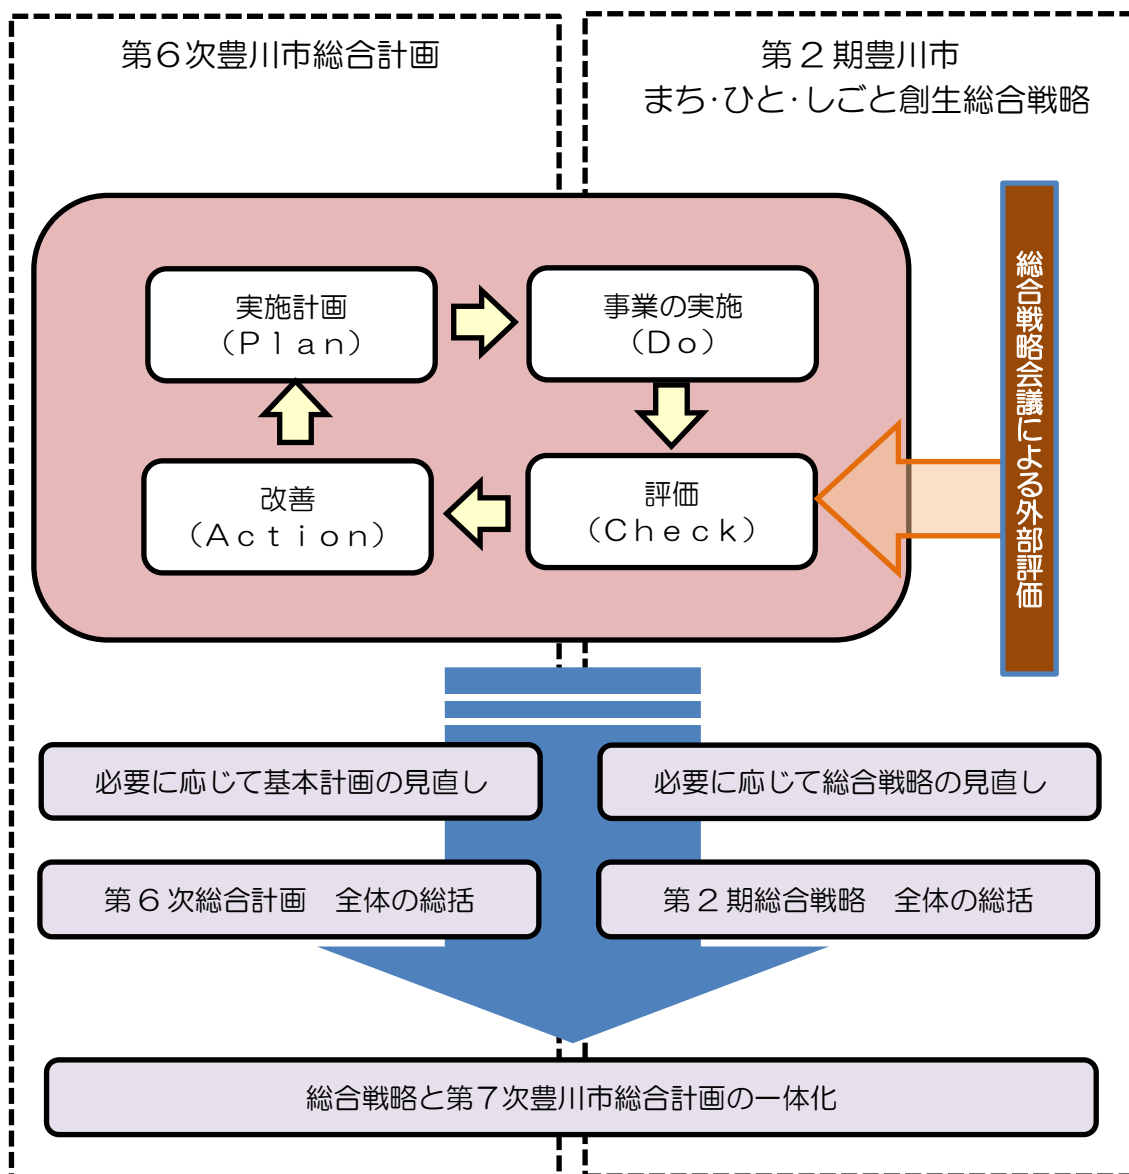 第６次豊川市総合計画
第２期豊川市
まち･ひと･しごと創生総合戦略
実施計画
（Ｐｌａｎ）
事業の実施
（Ｄｏ）
改善
（Ａｃｔｉｏｎ）
評価
（Ｃｈｅｃｋ）
総合戦略会議による外部評価
必要に応じて基本計画の見直し
必要に応じて総合戦略の見直し
第６次総合計画　全体の総括
第２期総合戦略　全体の総括
総合戦略と第７次豊川市総合計画の一体化